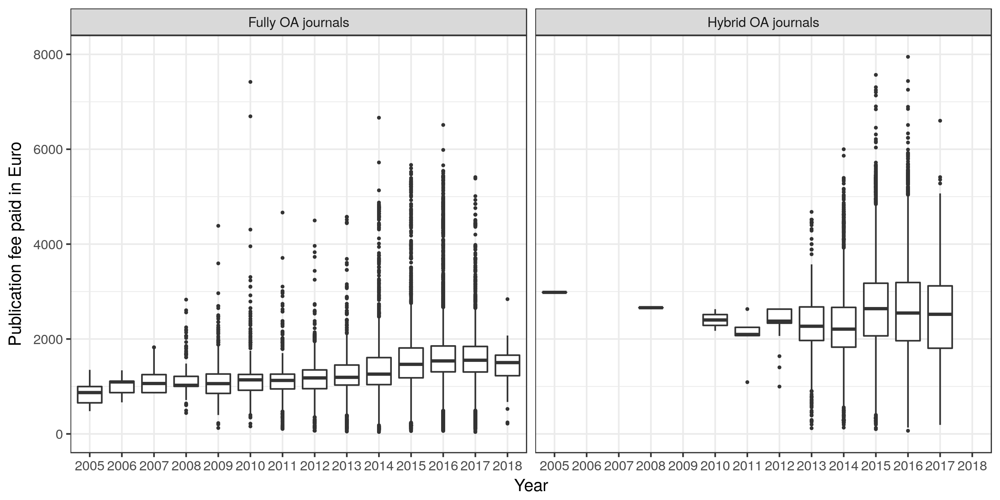 Fully OA journals
Hybrid OA journals
Publication fee paid in Euro
8000
6000
4000
2000
0
2005 2006 2007 2008 2009 2010 2011 2012 2013 2014 2015 2016 2017 2018
2005 2006 2007 2008 2009 2010 2011 2012 2013 2014 2015 2016 2017 2018
Year